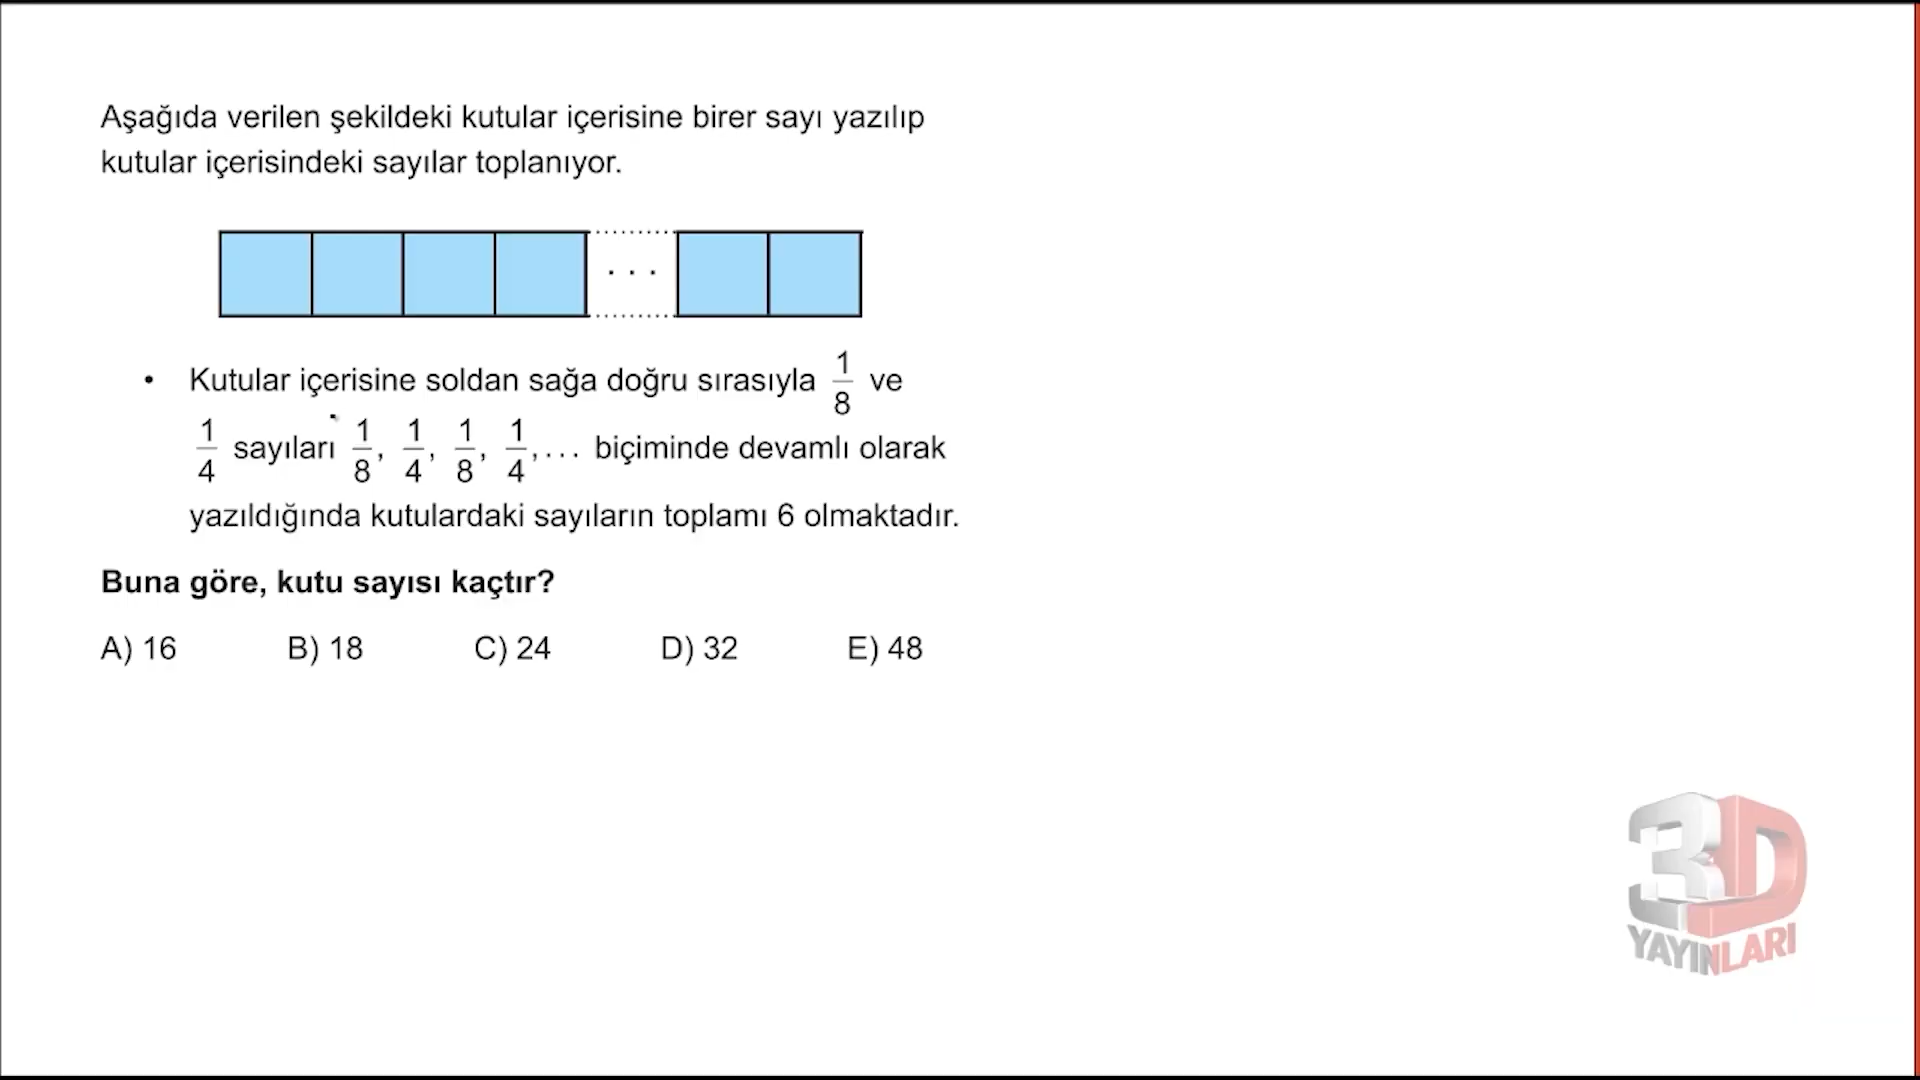 Aşağıda verilen şekildeki kutular içerisine birer sayı yazılıp
kutular içerisindeki sayılar toplanıyor.
. . .
• Kutular içerisine soldan sağa doğru sırasıyla 1/8 ve
1/4 sayıları 1/8, 1/4, 1/8, 1/4,... biçiminde devamlı olarak
yazıldığında kutulardaki sayıların toplamı 6 olmaktadır.
Buna göre, kutu sayısı kaçtır?
A) 16 B) 18 C) 24 D) 32 E) 48
3D
YAYINLARI